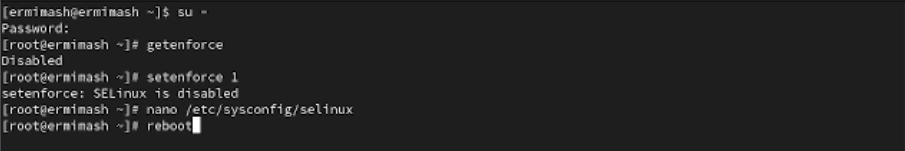 [ermimash@ermimash ~]$ su -
Password:
[root@ermimash ~]# getenforce
Disabled
[root@ermimash ~]# setenforce 1
setenforce: SELinux is disabled
[root@ermimash ~]# nano /etc/sysconfig/selinux
[root@ermimash ~]# reboot